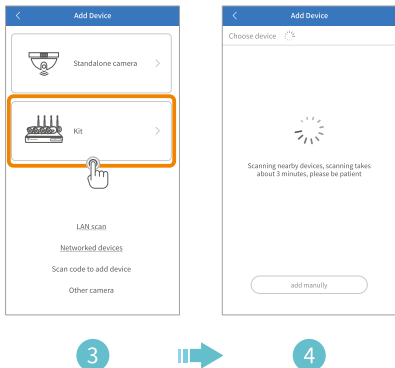 Add Device
Standalone camera
Kit
LAN scan
Networked devices
Scan code to add device
Other camera
3
Add Device
Choose device
Scanning nearby devices, scanning takes
about 3 minutes, please be patient
add manully
4